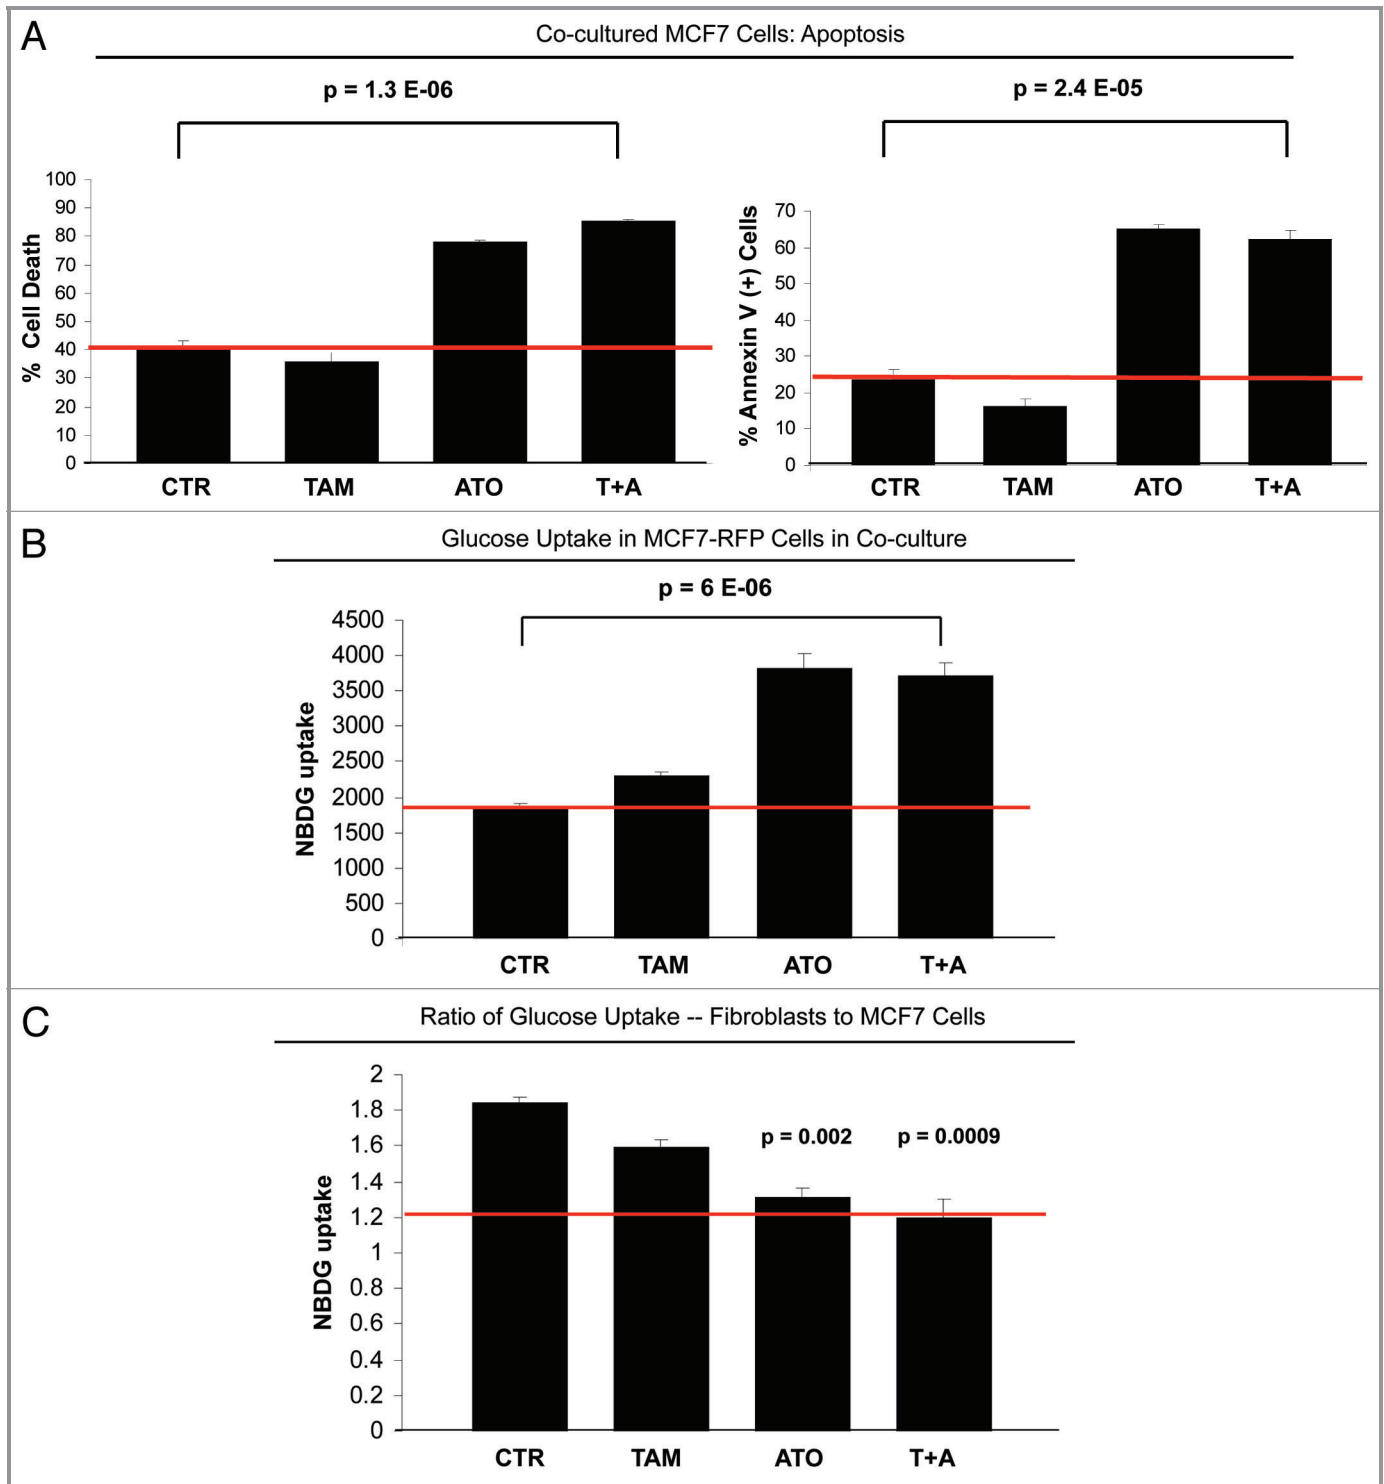 A
Co-cultured MCF7 Cells: Apoptosis
p = 1.3 E-06
% Cell Death
100
90
80
70
60
50
40
30
20
10
0
CTR TAM ATO T+A
p = 2.4 E-05
% Annexin V (+) Cells
70
60
50
40
30
20
10
0
CTR TAM ATO T+A
B
Glucose Uptake in MCF7-RFP Cells in Co-culture
p = 6 E-06
NBDG uptake
4500
4000
3500
3000
2500
2000
1500
1000
500
0
CTR TAM ATO T+A
C
Ratio of Glucose Uptake -- Fibroblasts to MCF7 Cells
NBDG uptake
2
1.8
1.6
1.4
1.2
1
0.8
0.6
0.4
0.2
0
p = 0.002 p = 0.0009
CTR TAM ATO T+A